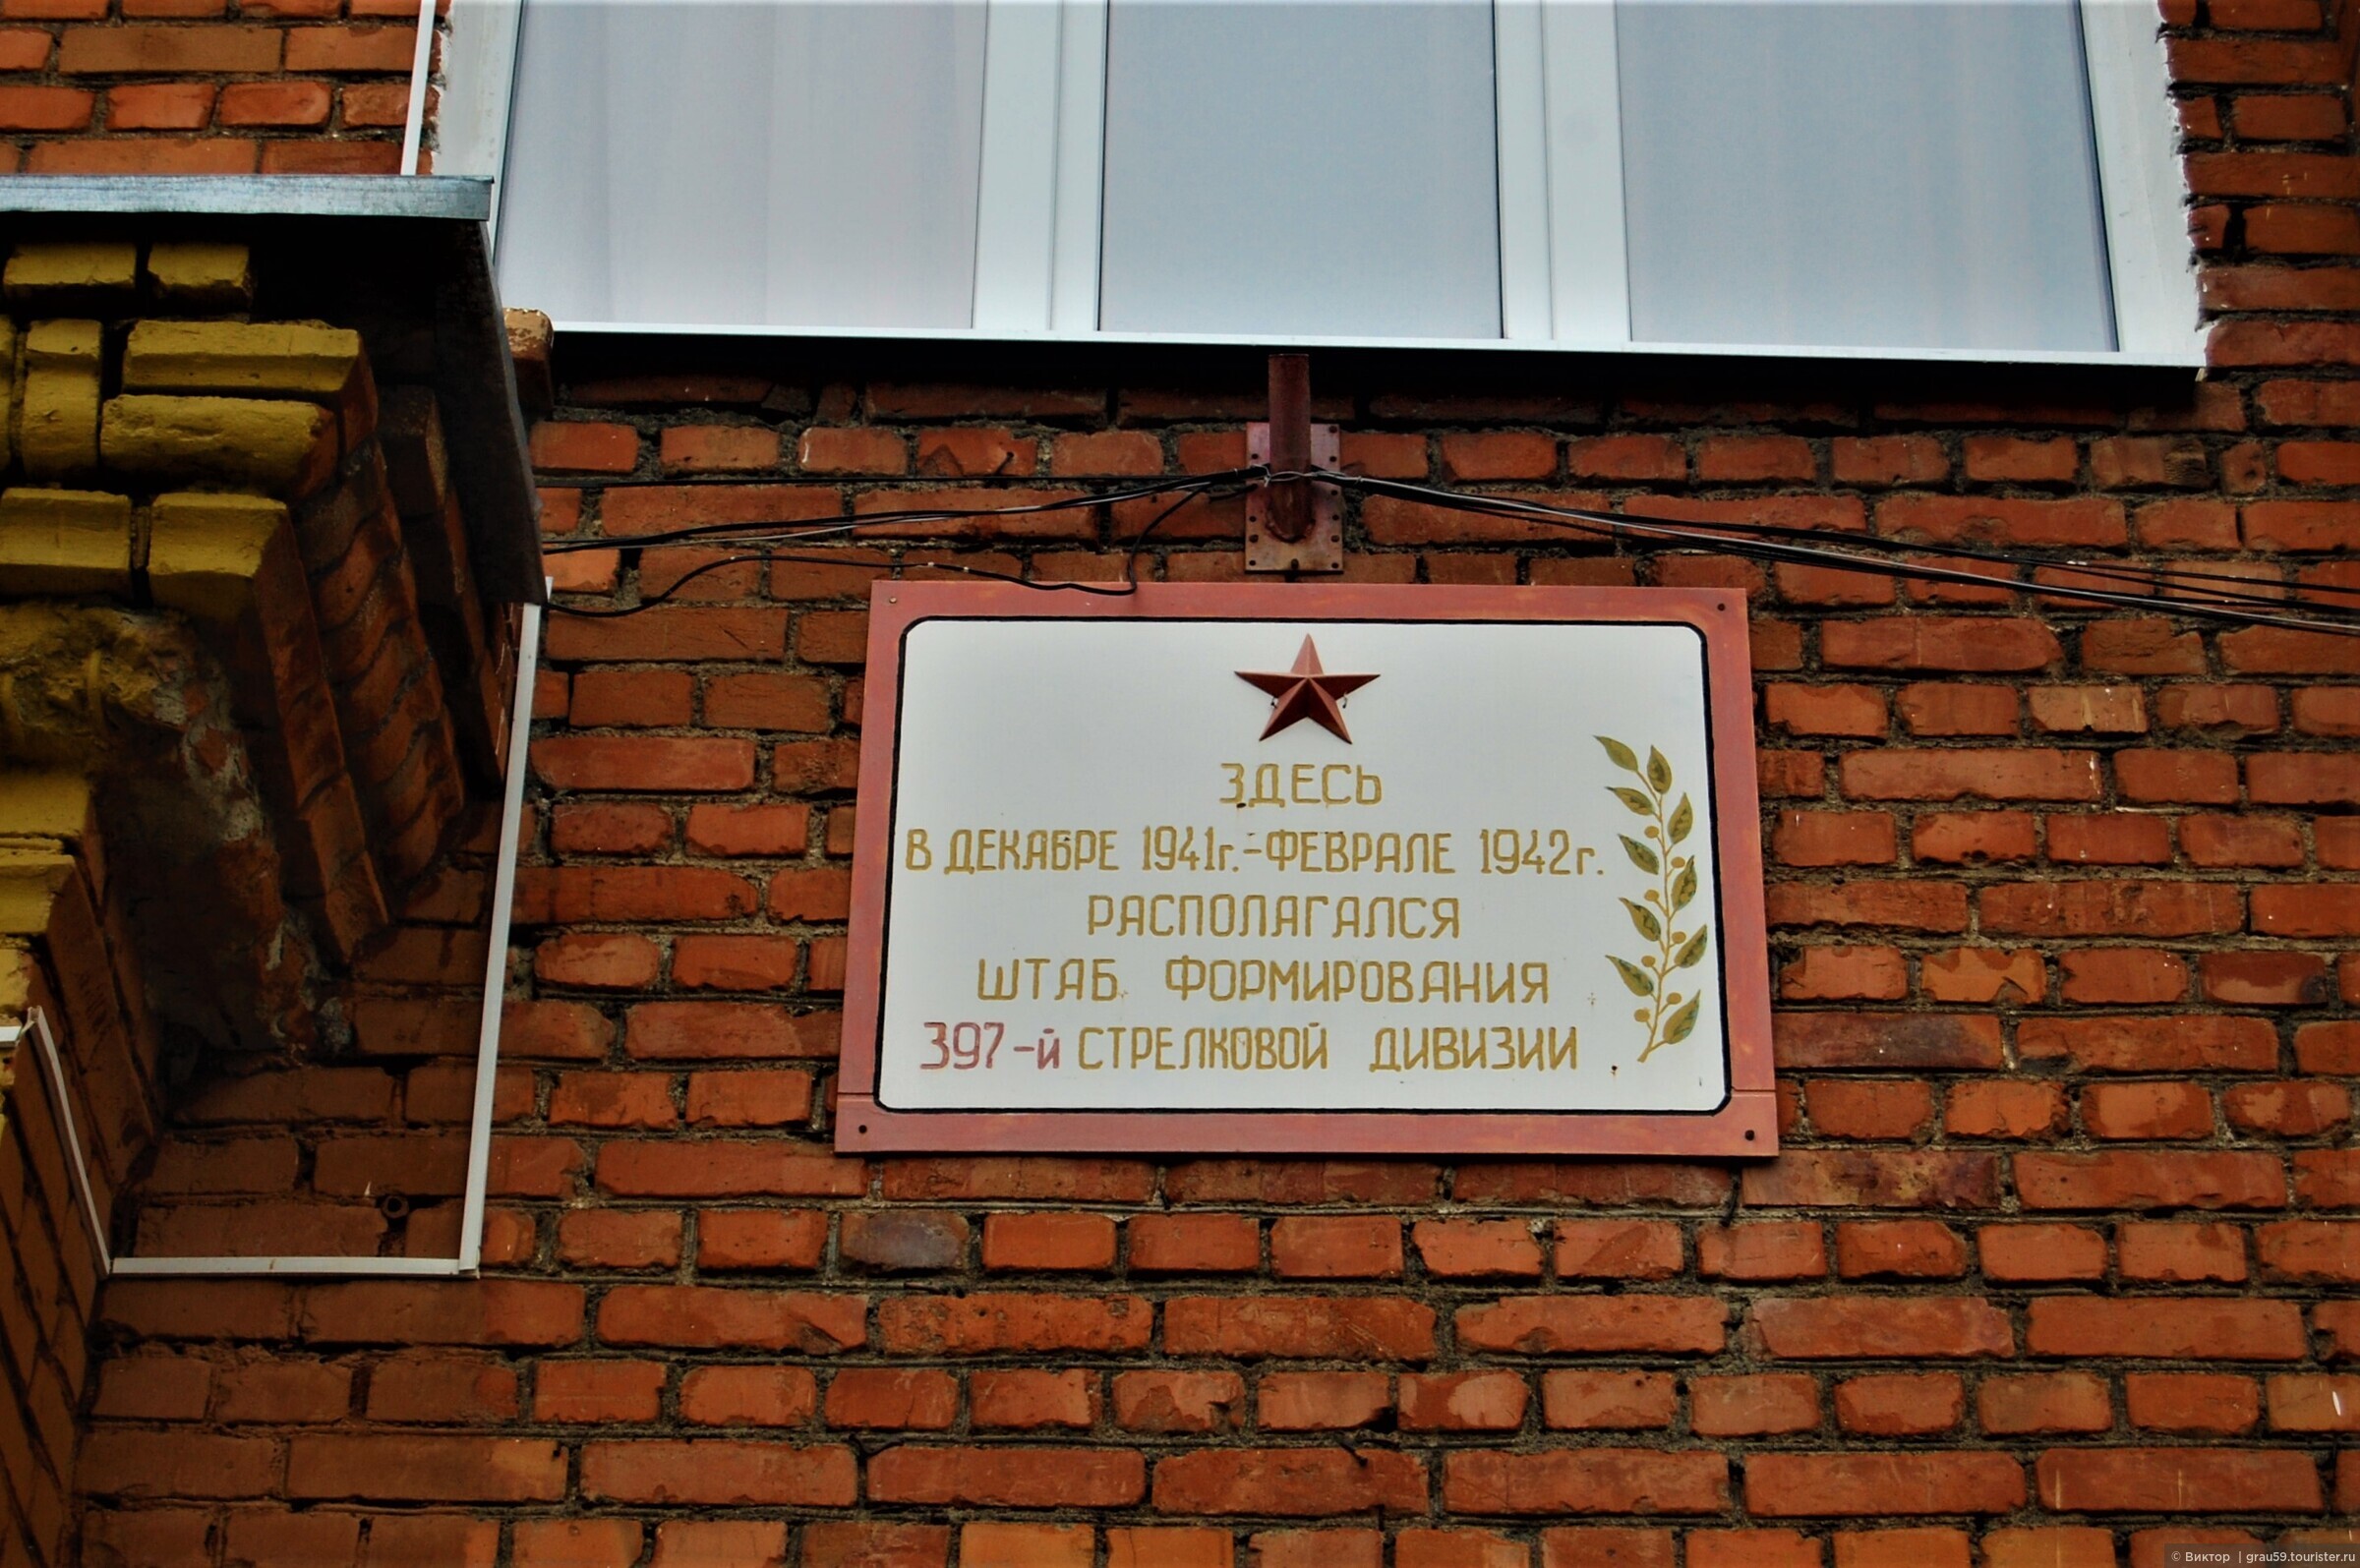 ЗДЕСЬ
В ДЕКАБРЕ 1941г.-ФЕВРАЛЕ 1942г.
РАСПОЛАГАЛСЯ
ШТАБ ФОРМИРОВАНИЯ
397-й СТРЕЛКОВОЙ ДИВИЗИИ
© Виктор | grau59.tourister.ru